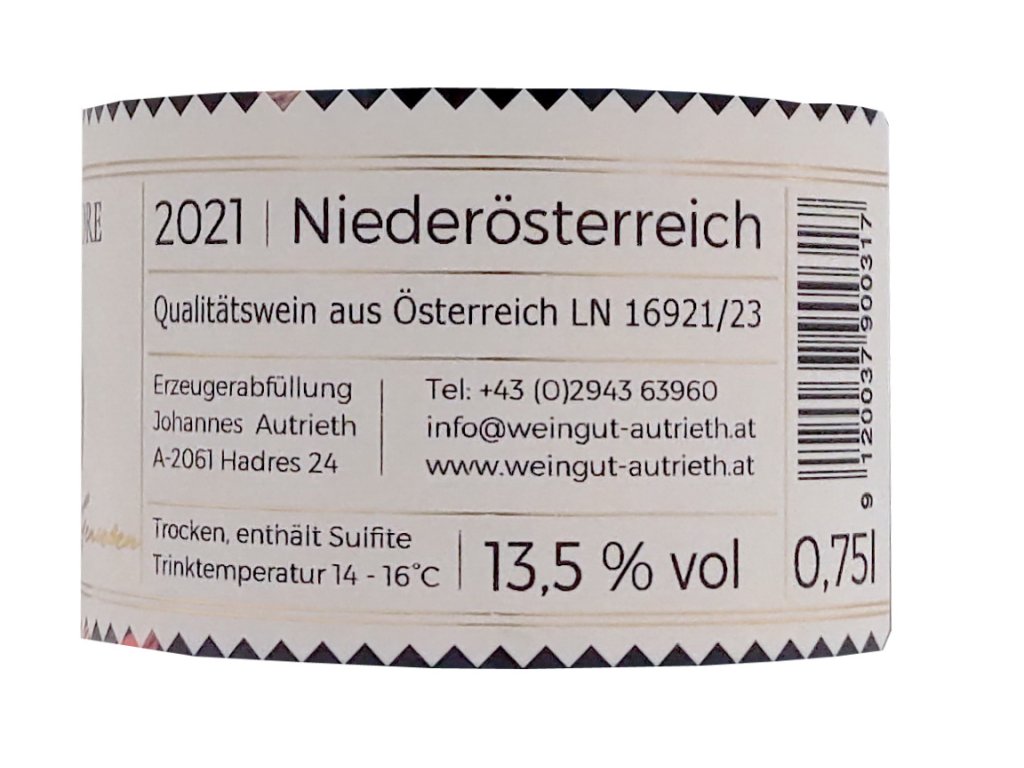 2021 | Niederösterreich
Qualitätswein aus Österreich LN 16921/23
Erzeugerabfüllung
Johannes Autrieth
A-2061 Hadres 24
Tel: +43 (0)2943 63960
info@weingut-autrieth.at
www.weingut-autrieth.at
Trocken, enthält Sulfite
Trinktemperatur 14 - 16°C
13,5 % vol
0,75l
9 120037 900317